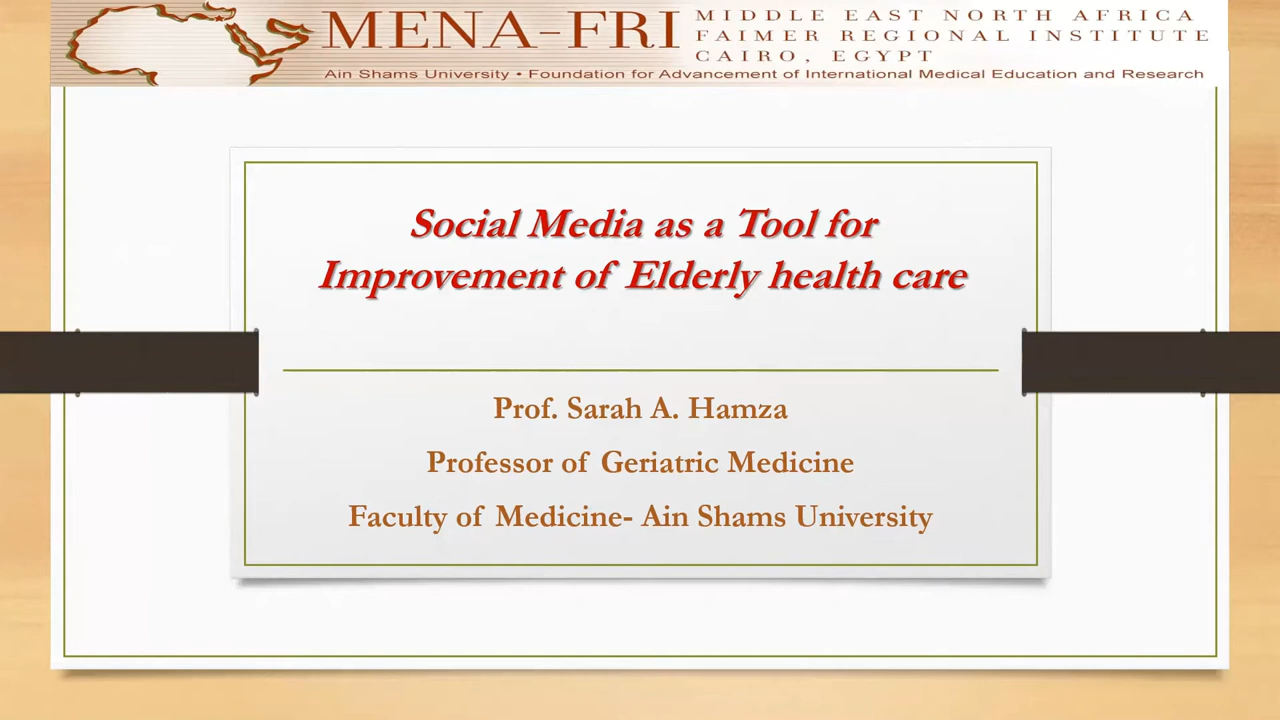 MENA-FRI
MIDDLE EAST NORTH AFRICA
FAIMER REGIONAL INSTITUTE
CAIRO, EGYPT
Ain Shams University • Foundation for Advancement of International Medical Education and Research
Social Media as a Tool for
Improvement of Elderly health care
Prof. Sarah A. Hamza
Professor of Geriatric Medicine
Faculty of Medicine- Ain Shams University